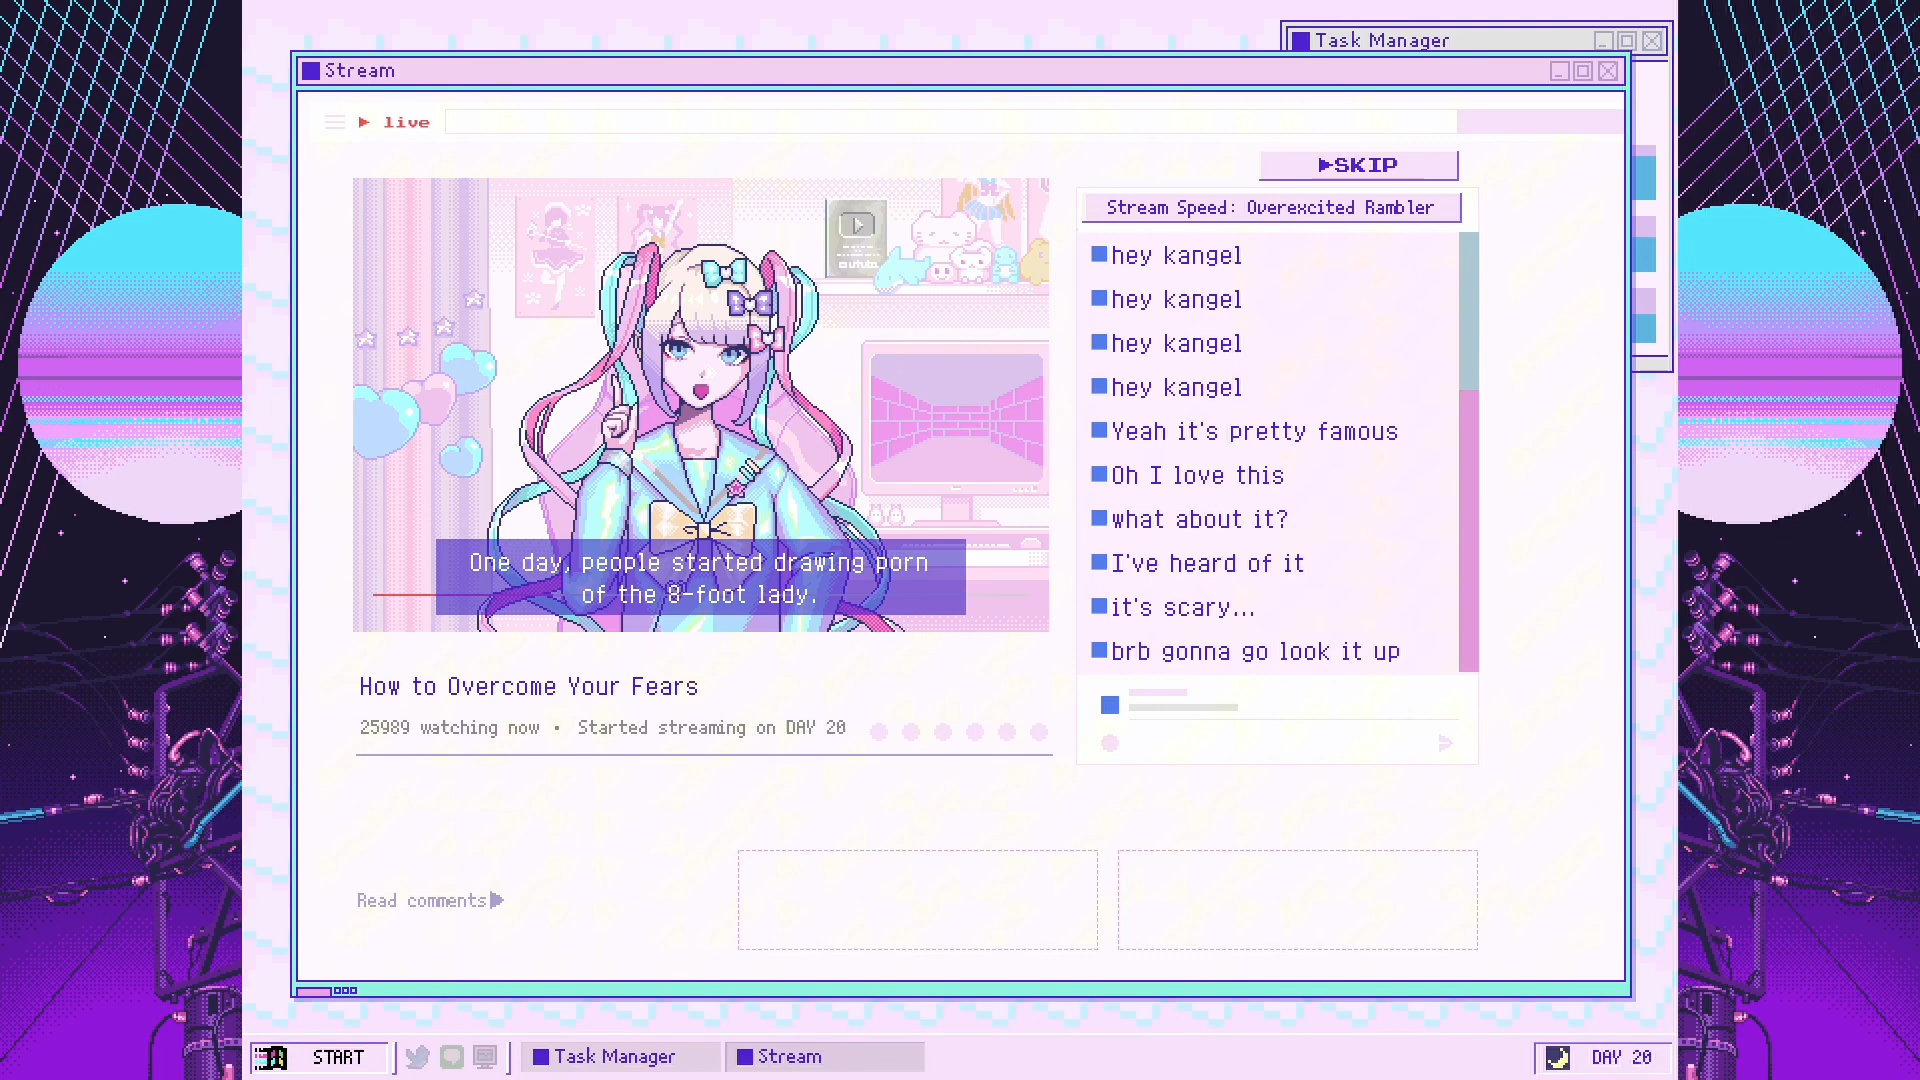 Task Manager
Stream
live
SKIP
Stream Speed: Overexcited Rambler
hey kangel
hey kangel
hey kangel
hey kangel
Yeah it's pretty famous
Oh I love this
what about it?
I've heard of it
it's scary...
brb gonna go look it up
One day, people started drawing porn
of the 8-foot lady.
How to Overcome Your Fears
25989 watching now • Started streaming on DAY 20
Read comments
START
Task Manager
Stream
DAY 20